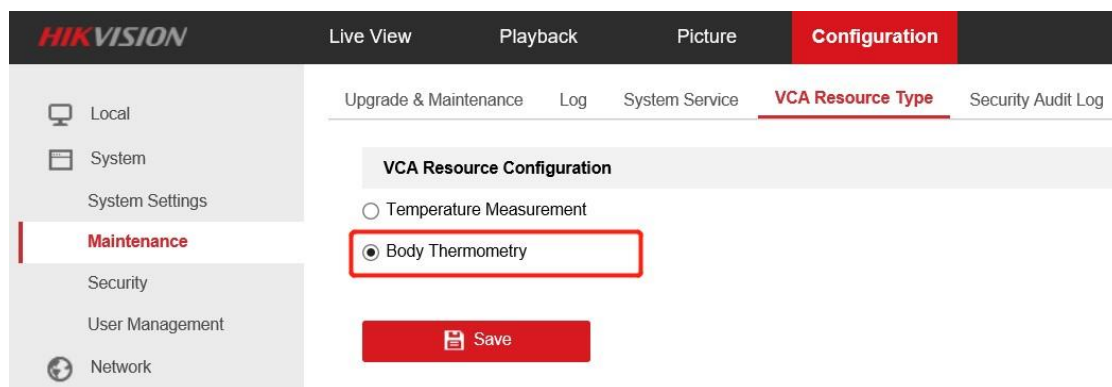 HIKVISION Live View Playback Picture Configuration
Local
System
System Settings
Maintenance
Security
User Management
Network
Upgrade & Maintenance Log System Service VCA Resource Type Security Audit Log
VCA Resource Configuration
Temperature Measurement
Body Thermometry
Save